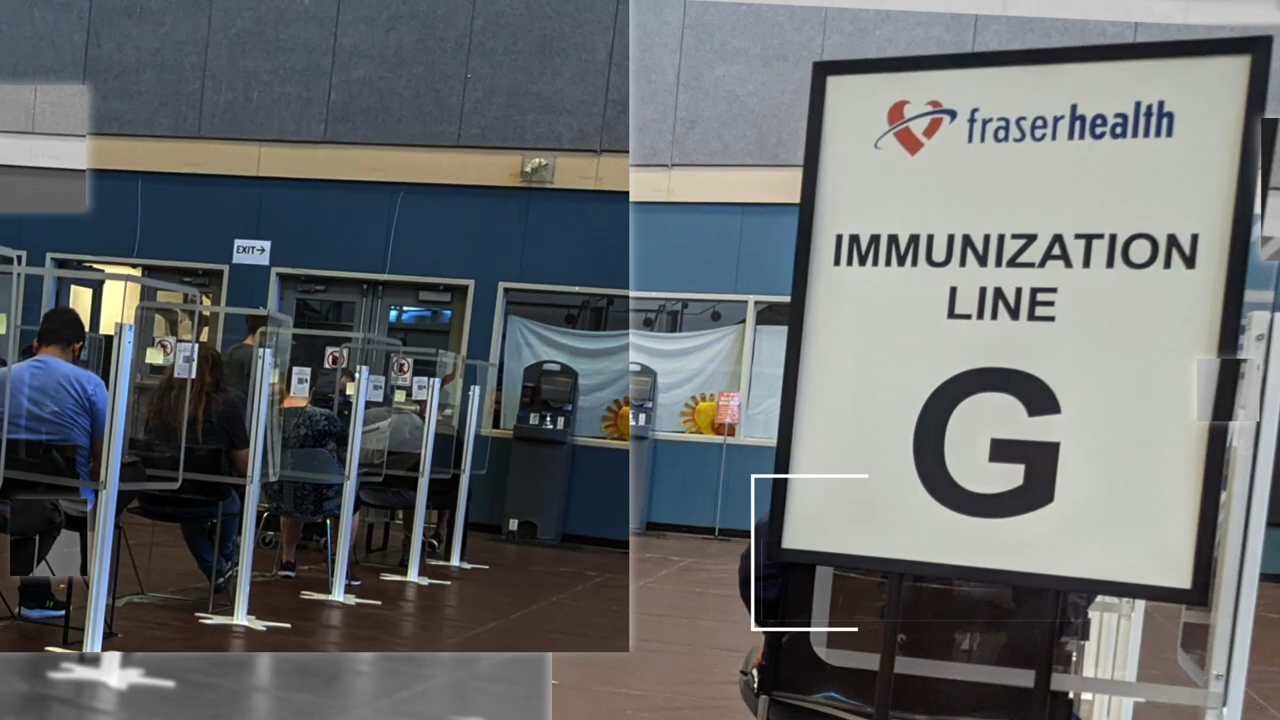 EXIT→
fraserhealth
IMMUNIZATION
LINE
G